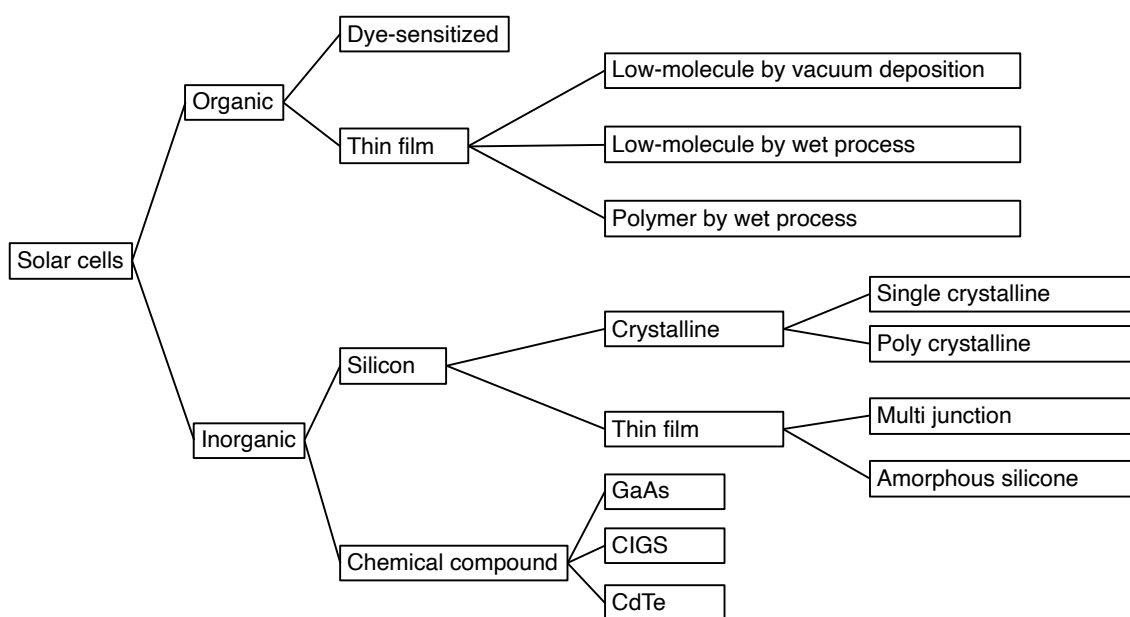 Dye-sensitized
Low-molecule by vacuum deposition
Organic
Thin film
Low-molecule by wet process
Polymer by wet process
Solar cells
Single crystalline
Crystalline
Poly crystalline
Silicon
Multi junction
Thin film
Inorganic
Amorphous silicone
GaAs
CIGS
Chemical compound
CdTe